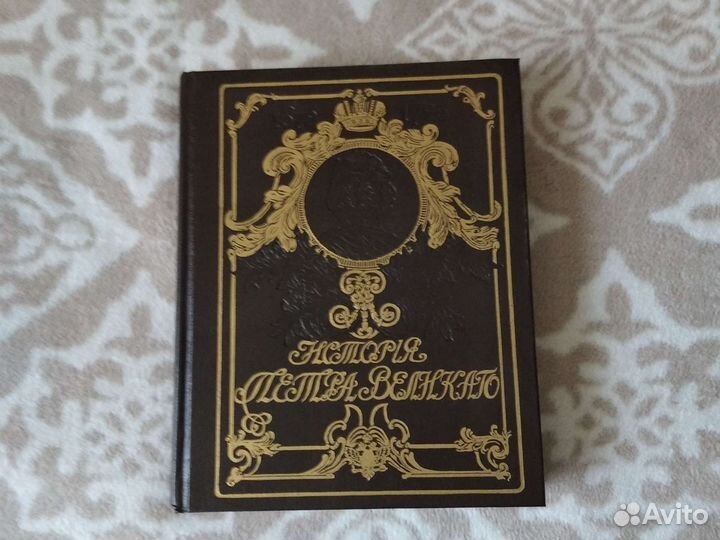 Исторія
Петра Великаго
Avito